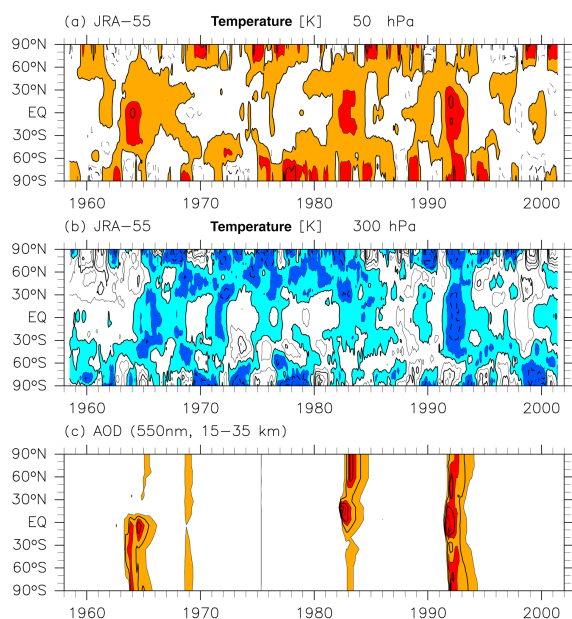 (a) JRA−55 Temperature [K] 50 hPa
90°N
60°N
30°N
EQ
30°S
60°S
90°S
1960 1970 1980 1990 2000
(b) JRA−55 Temperature [K] 300 hPa
90°N
60°N
30°N
EQ
30°S
60°S
90°S
1960 1970 1980 1990 2000
(c) AOD (550nm, 15−35 km)
90°N
60°N
30°N
EQ
30°S
60°S
90°S
1960 1970 1980 1990 2000